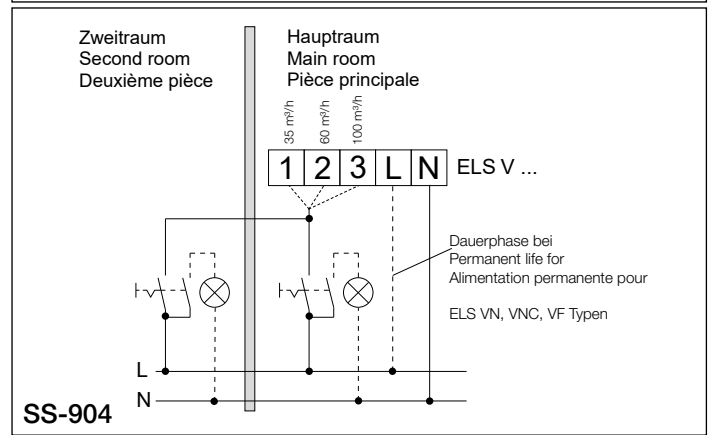 Zweitraum
Second room
Deuxième pièce
Hauptraum
Main room
Pièce principale
35 m³/h
60 m³/h
100 m³/h
1 2 3 L N ELS V ...
Dauerphase bei
Permanent life for
Alimentation permanente pour
ELS VN, VNC, VF Typen
L
N
SS-904